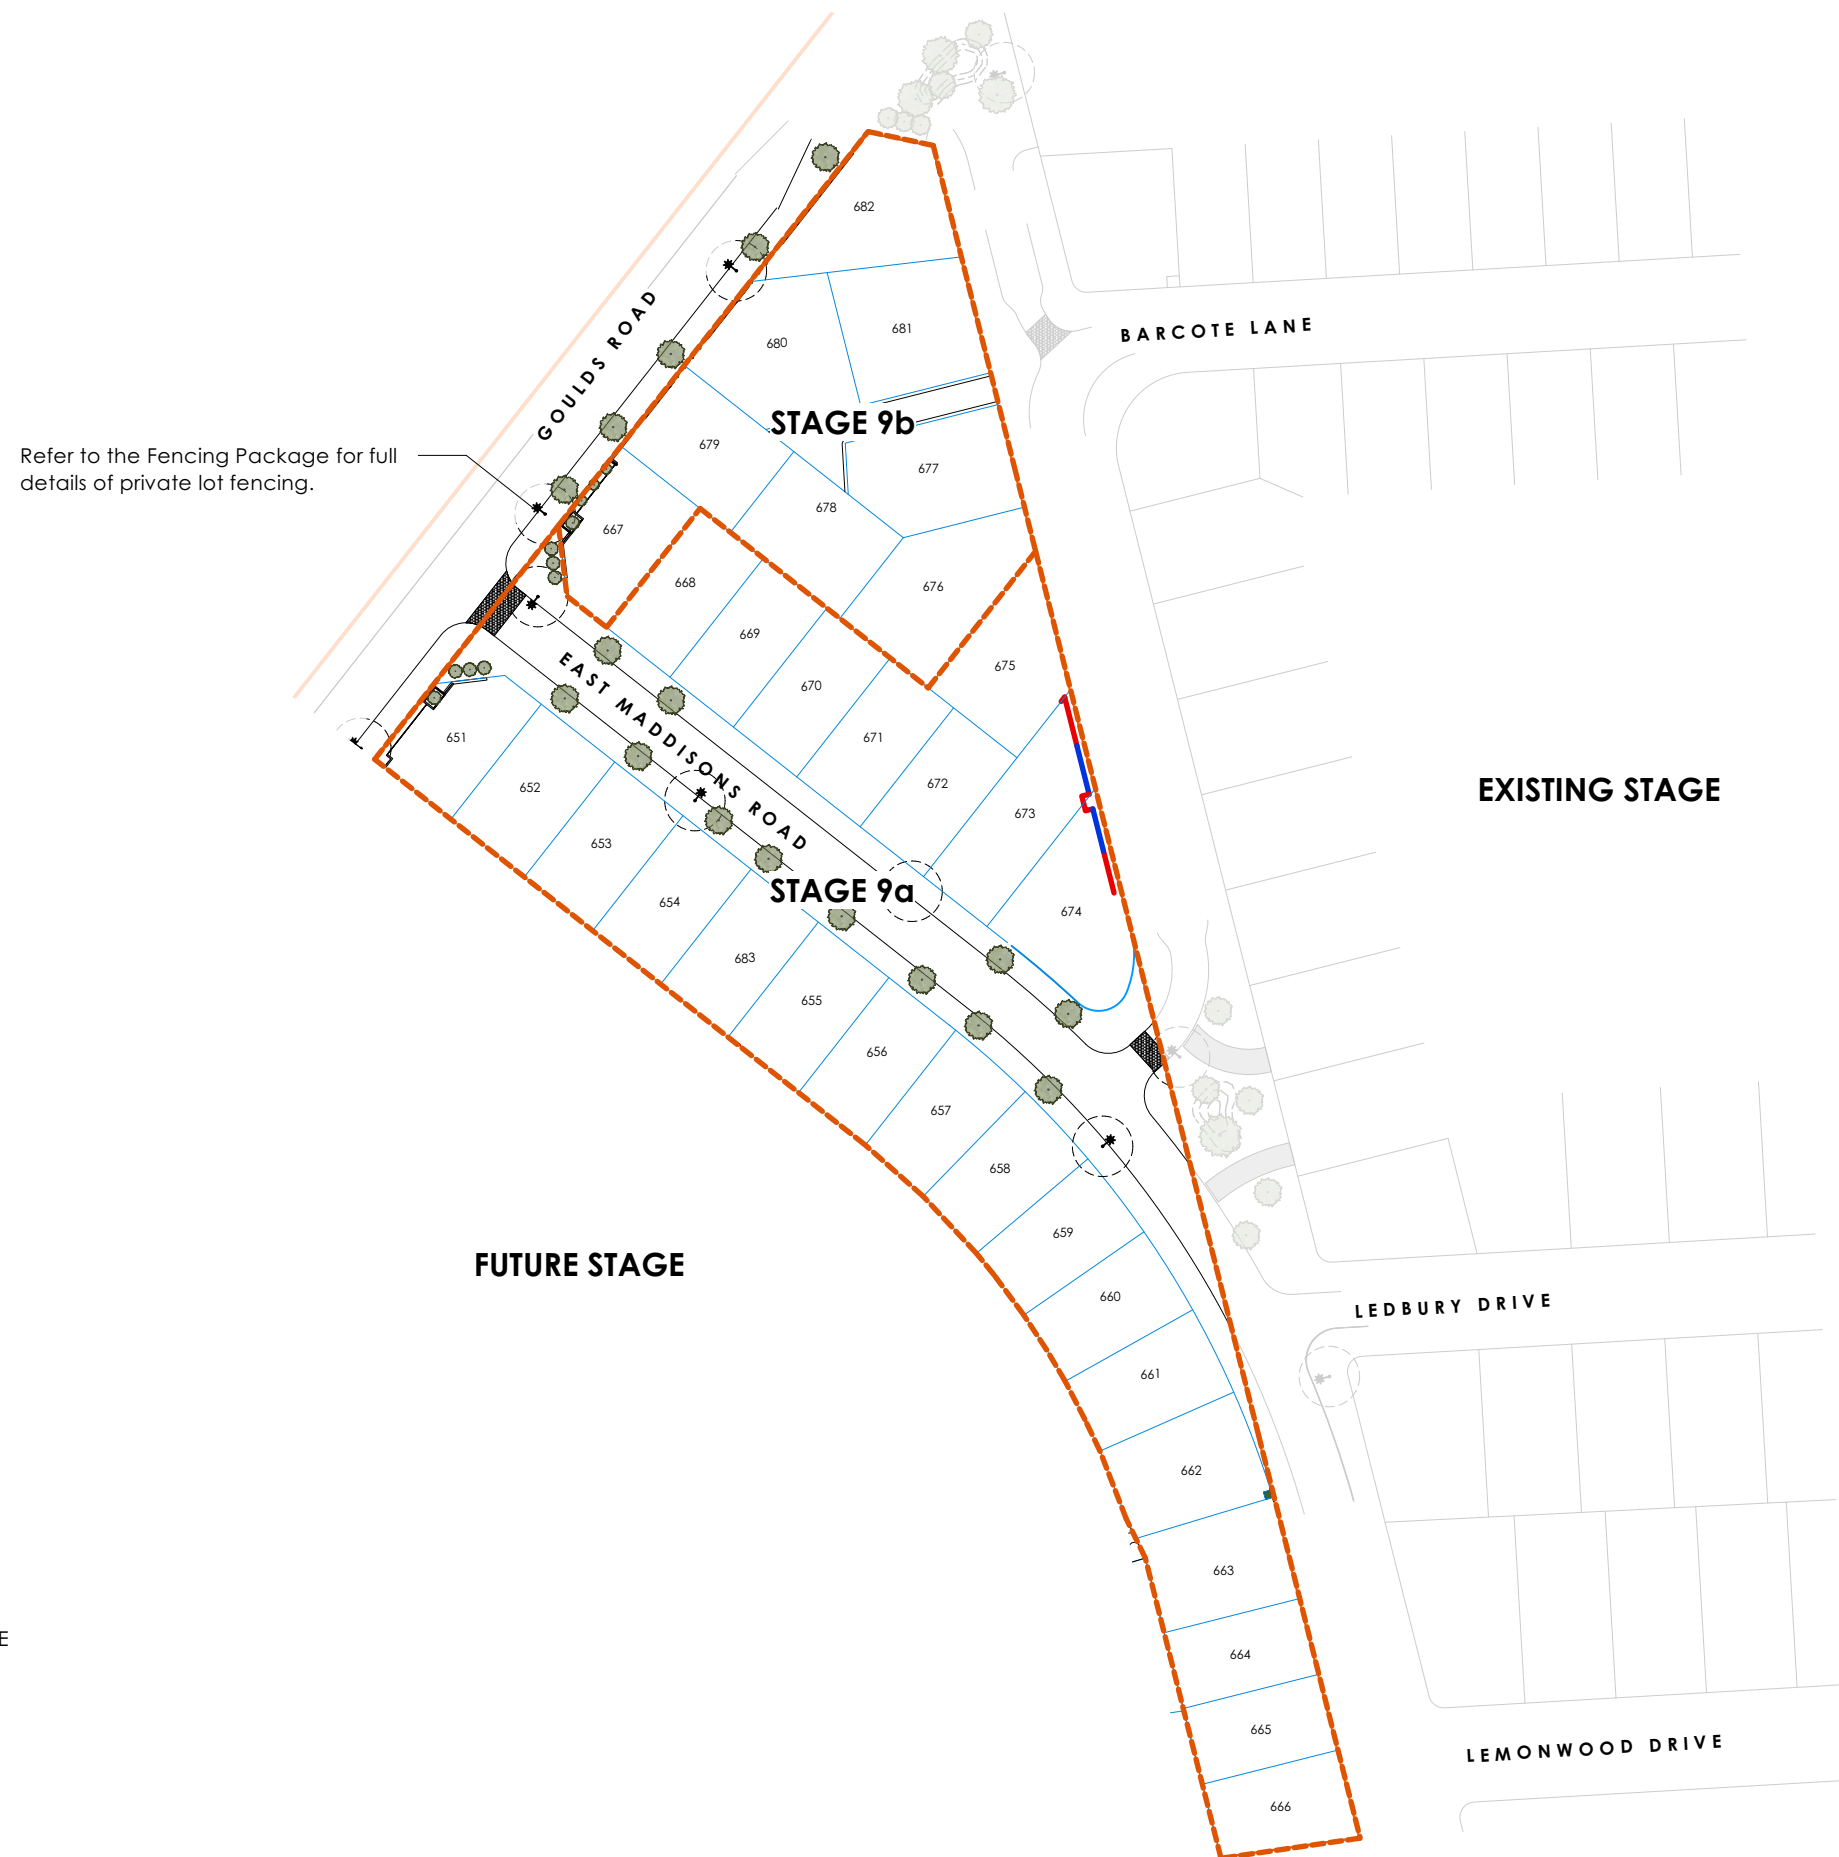 682
681
680
GOULDS ROAD
BARCOTE LANE
STAGE 9b
679
677
Refer to the Fencing Package for full
details of private lot fencing.
678
667
668
676
669
675
670
EAST MADDISONS ROAD
651
671
652
672
EXISTING STAGE
673
653
STAGE 9a
654
674
683
655
656
657
658
659
FUTURE STAGE
660
LEDBURY DRIVE
661
662
663
E
664
665
LEMONWOOD DRIVE
666